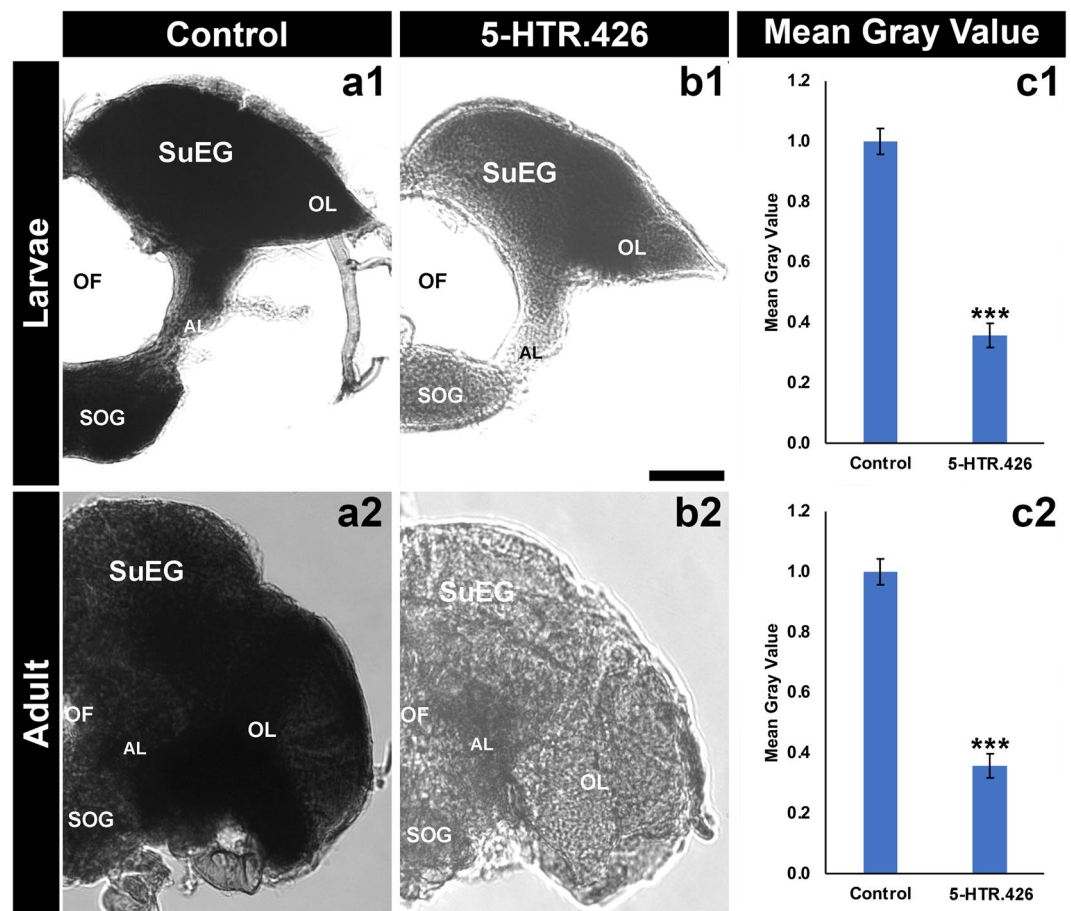 Control
5-HTR.426
Mean Gray Value
Larvae
a1
SuEG
OL
OF
AL
SOG
b1
SuEG
OL
OF
AL
SOG
c1
Mean Gray Value
1.2
1.0
0.8
0.6
0.4
0.2
0.0
***
Control 5-HTR.426
Adult
a2
SuEG
OF
OL
AL
SOG
b2
SuEG
OF
AL
OL
SOG
c2
Mean Gray Value
1.2
1.0
0.8
0.6
0.4
0.2
0.0
***
Control 5-HTR.426